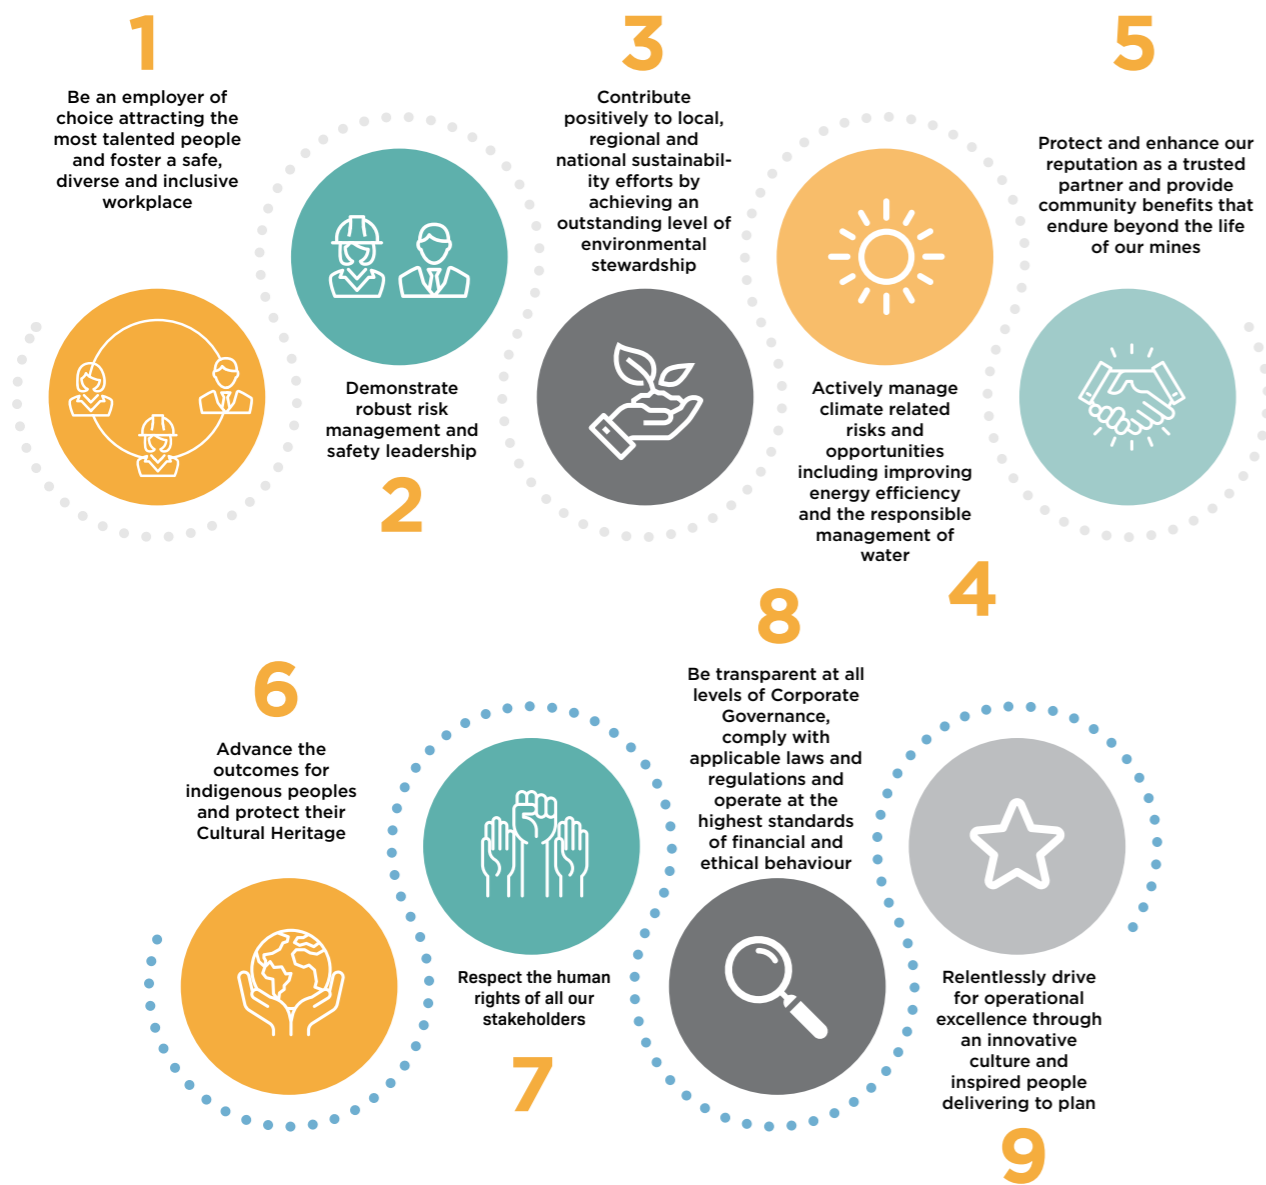 1
Be an employer of
choice attracting the
most talented people
and foster a safe,
diverse and inclusive
workplace
Demonstrate
robust risk
management and
safety leadership
2
3
Contribute
positively to local,
regional and
national sustainabil-
ity efforts by
achieving an
outstanding level of
environmental
stewardship
Actively manage
climate related
risks and
opportunities
including improving
energy efficiency
and the responsible
management of
water
4
5
Protect and enhance our
reputation as a trusted
partner and provide
community benefits that
endure beyond the life
of our mines
6
Advance the
outcomes for
indigenous peoples
and protect their
Cultural Heritage
Respect the human
rights of all our
stakeholders
7
8
Be transparent at all
levels of Corporate
Governance,
comply with
applicable laws and
regulations and
operate at the
highest standards
of financial and
ethical behaviour
Relentlessly drive
for operational
excellence through
an innovative
culture and
inspired people
delivering to plan
9